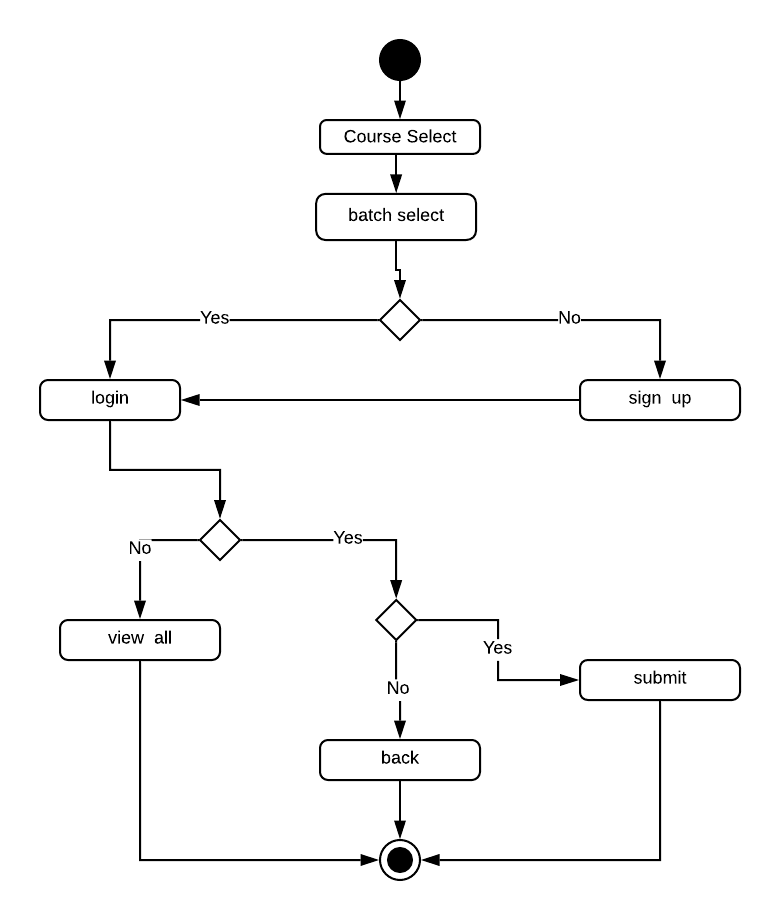 Course Select
batch select
Yes
No
login
sign  up
No
Yes
view  all
Yes
submit
No
back